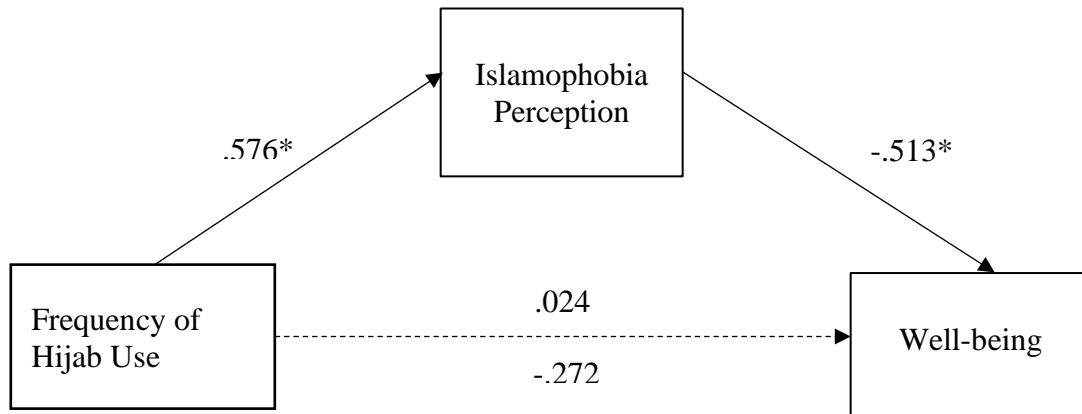 Islamophobia
Perception
.576*
-.513*
Frequency of
Hijab Use
.024
-.272
Well-being